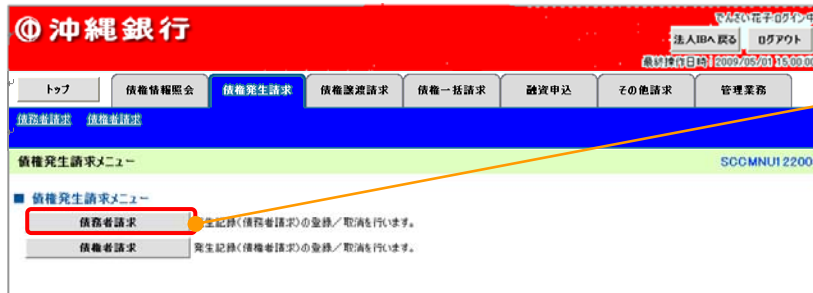 沖縄銀行
でんさい花子ログイン中
法人IBへ戻る ログアウト
最終操作日時 2009/05/01 15:00:00
トップ 債権情報照会 債権発生請求 債権譲渡請求 債権一括請求 融資申込 その他請求 管理業務
債務者請求 債権者請求
債権発生請求メニュー SCCMNU12200
■ 債権発生請求メニュー
債務者請求 発生記録(債務者請求)の登録/取消を行います。
債権者請求 発生記録(債権者請求)の登録/取消を行います。